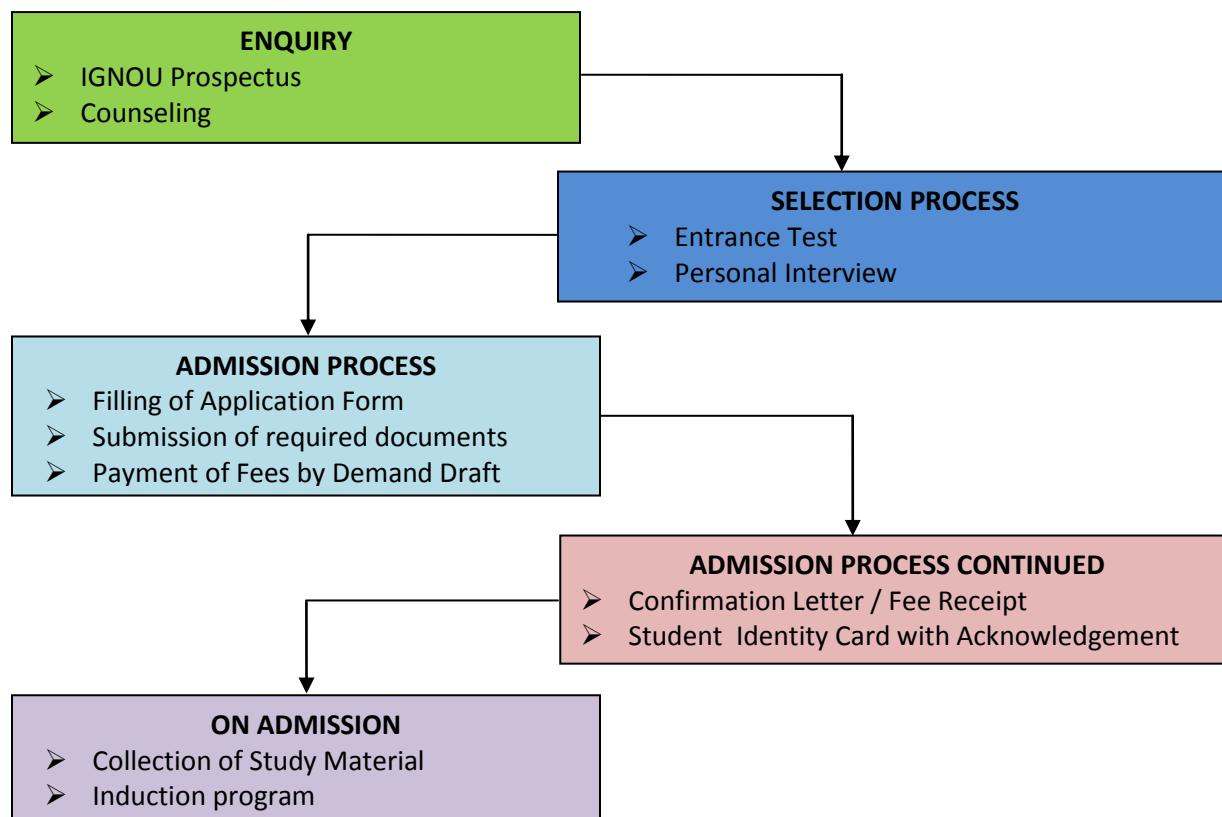 ENQUIRY
➢ IGNOU Prospectus
➢ Counseling
SELECTION PROCESS
➢ Entrance Test
➢ Personal Interview
ADMISSION PROCESS
➢ Filling of Application Form
➢ Submission of required documents
➢ Payment of Fees by Demand Draft
ADMISSION PROCESS CONTINUED
➢ Confirmation Letter / Fee Receipt
➢ Student Identity Card with Acknowledgement
ON ADMISSION
➢ Collection of Study Material
➢ Induction program